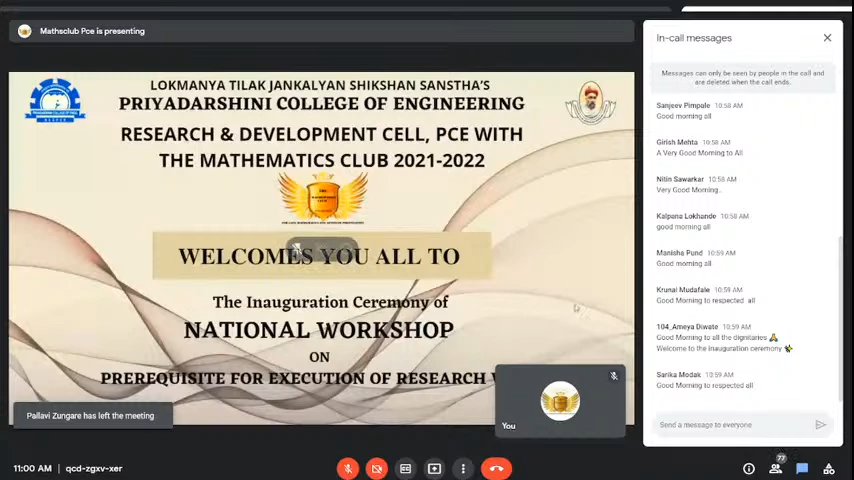 Mathsclub Pce is presenting
LOKMANYA TILAK JANKALYAN SHIKSHAN SANSTHA'S
PRIYADARSHINI COLLEGE OF ENGINEERING
RESEARCH & DEVELOPMENT CELL, PCE WITH
THE MATHEMATICS CLUB 2021-2022
WELCOMES YOU ALL TO
The Inauguration Ceremony of
NATIONAL WORKSHOP
ON
PREREQUISITE FOR EXECUTION OF RESEARCH
Pallavi Zungare has left the meeting
You
11:00 AM | qcd-zgxv-xer
In-call messages
Messages can only be seen by people in the call and
are deleted when the call ends.
Sanjeev Pimpale 10:58 AM
Good morning all
Girish Mehta 10:58 AM
A Very Good Morning to All
Nitin Sawarkar 10:58 AM
Very Good Morning..
Kalpana Lokhande 10:58 AM
good morning all
Manisha Pund 10:59 AM
Good morning all
Krunal Mudafale 10:59 AM
Good Morning to respected all
104_Ameya Diwate 10:59 AM
Good Morning to all the dignitaries 🙏
Welcome to the inauguration ceremony 🎉
Sarika Modak 10:59 AM
Good Morning to respected all
Send a message to everyone
77